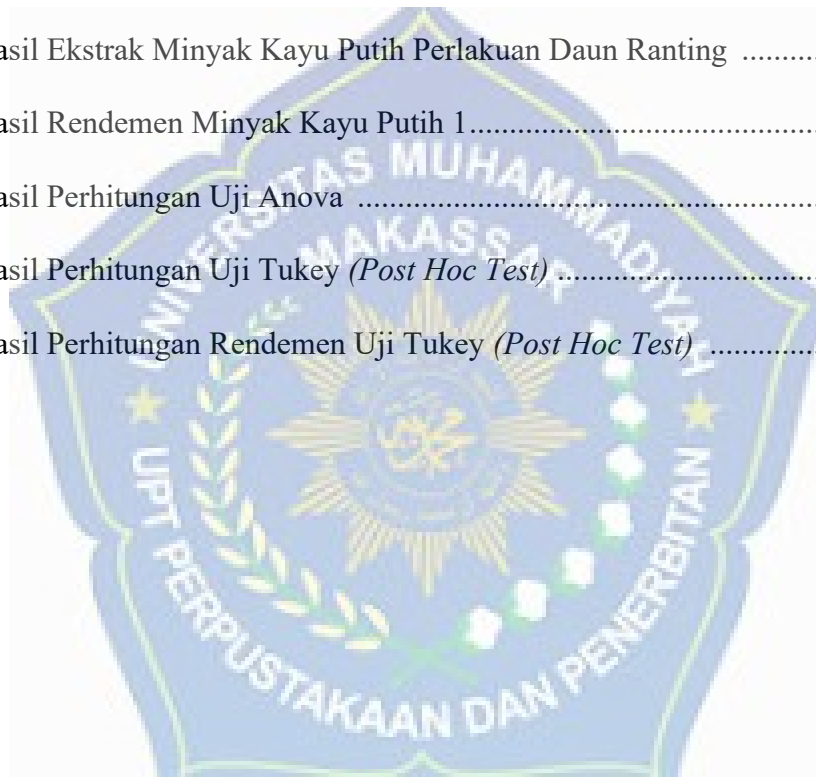 asil Ekstrak Minyak Kayu Putih Perlakuan Daun Ranting ..........
asil Rendemen Minyak Kayu Putih 1............................................
asil Perhitungan Uji Anova ..........................................................
asil Perhitungan Uji Tukey (Post Hoc Test) .................................
asil Perhitungan Rendemen Uji Tukey (Post Hoc Test) ..............
UNIVERSITAS MUHAMMADIYAH
MAKASSAR
UPT PERPUSTAKAAN DAN PENERBITAN